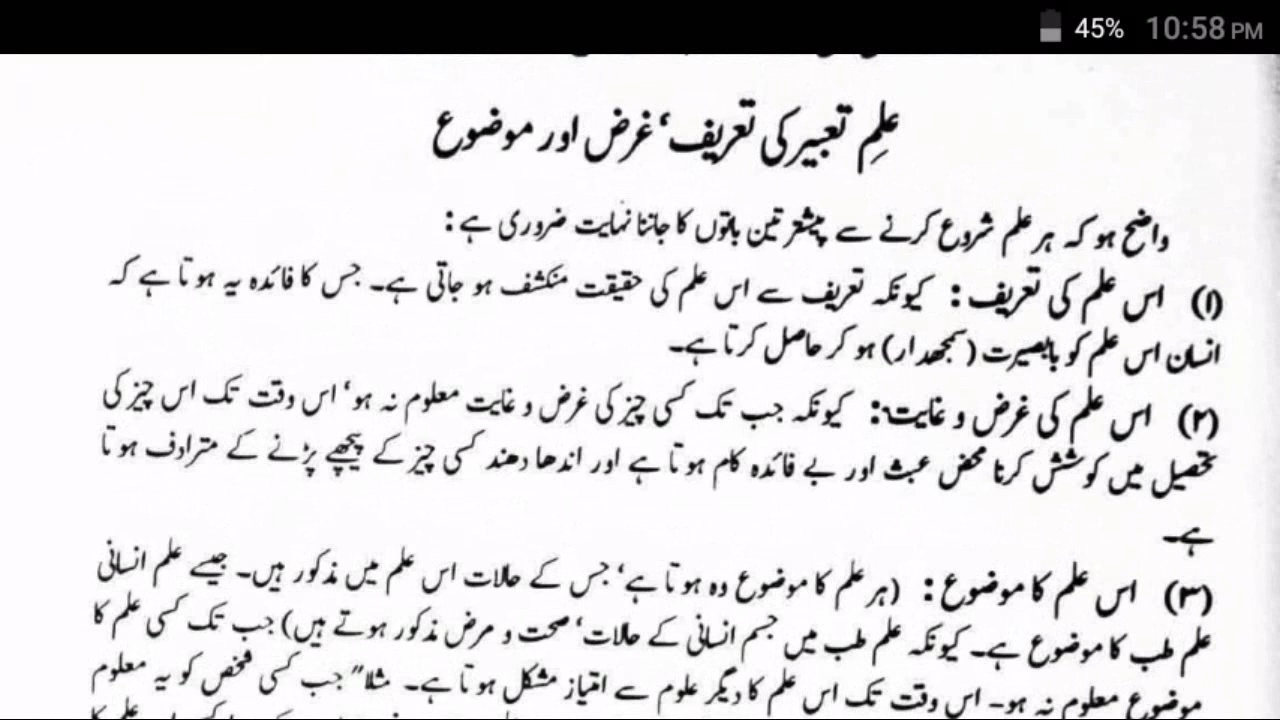 45% 10:58 PM
علمِ تعبیر کی تعریف‘ غرض اور موضوع
واضح ہو کہ ہر علم شروع کرنے سے پیشتر تین باتوں کا جاننا نہایت ضروری ہے:
(۱) اس علم کی تعریف: کیونکہ تعریف سے اس علم کی حقیقت منکشف ہو جاتی ہے۔ جس کا فائدہ یہ ہوتا ہے کہ
انسان اس علم کو بابصیرت (سمجھدار) ہو کر حاصل کرتا ہے۔
(۲) اس علم کی غرض و غایت: کیونکہ جب تک کسی چیز کی غرض و غایت معلوم نہ ہو‘ اس وقت تک اس چیز کی
تحصیل میں کوشش کرنا محض عبث اور بے فائدہ کام ہوتا ہے اور اندھا دھند کسی چیز کے پیچھے پڑنے کے مترادف ہوتا
ہے۔
(۳) اس علم کا موضوع: (ہر علم کا موضوع وہ ہوتا ہے‘ جس کے حالات اس علم میں مذکور ہیں۔ جیسے علم انسانی
علم طب کا موضوع ہے۔ کیونکہ علم طب میں جسم انسانی کے حالات‘ صحت و مرض مذکور ہوتے ہیں) جب تک کسی علم کا
موضوع معلوم نہ ہو۔ اس وقت تک اس علم کا دیگر علوم سے امتیاز مشکل ہوتا ہے۔ مثلا" جب کسی شخص کو یہ معلوم